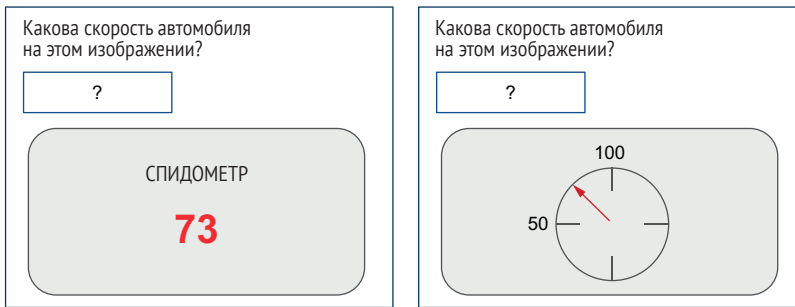 Какова скорость автомобиля
на этом изображении?
?
СПИДОМЕТР
73
Какова скорость автомобиля
на этом изображении?
?
100
50